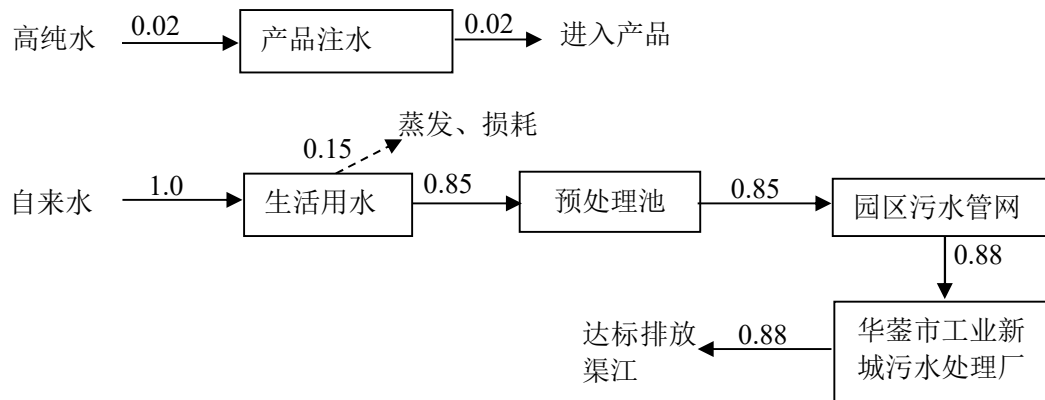 高纯水
0.02
产品注水
0.02
进入产品
蒸发、损耗
0.15
自来水
1.0
生活用水
0.85
预处理池
0.85
园区污水管网
0.88
华蓥市工业新
城污水处理厂
0.88
达标排放
渠江